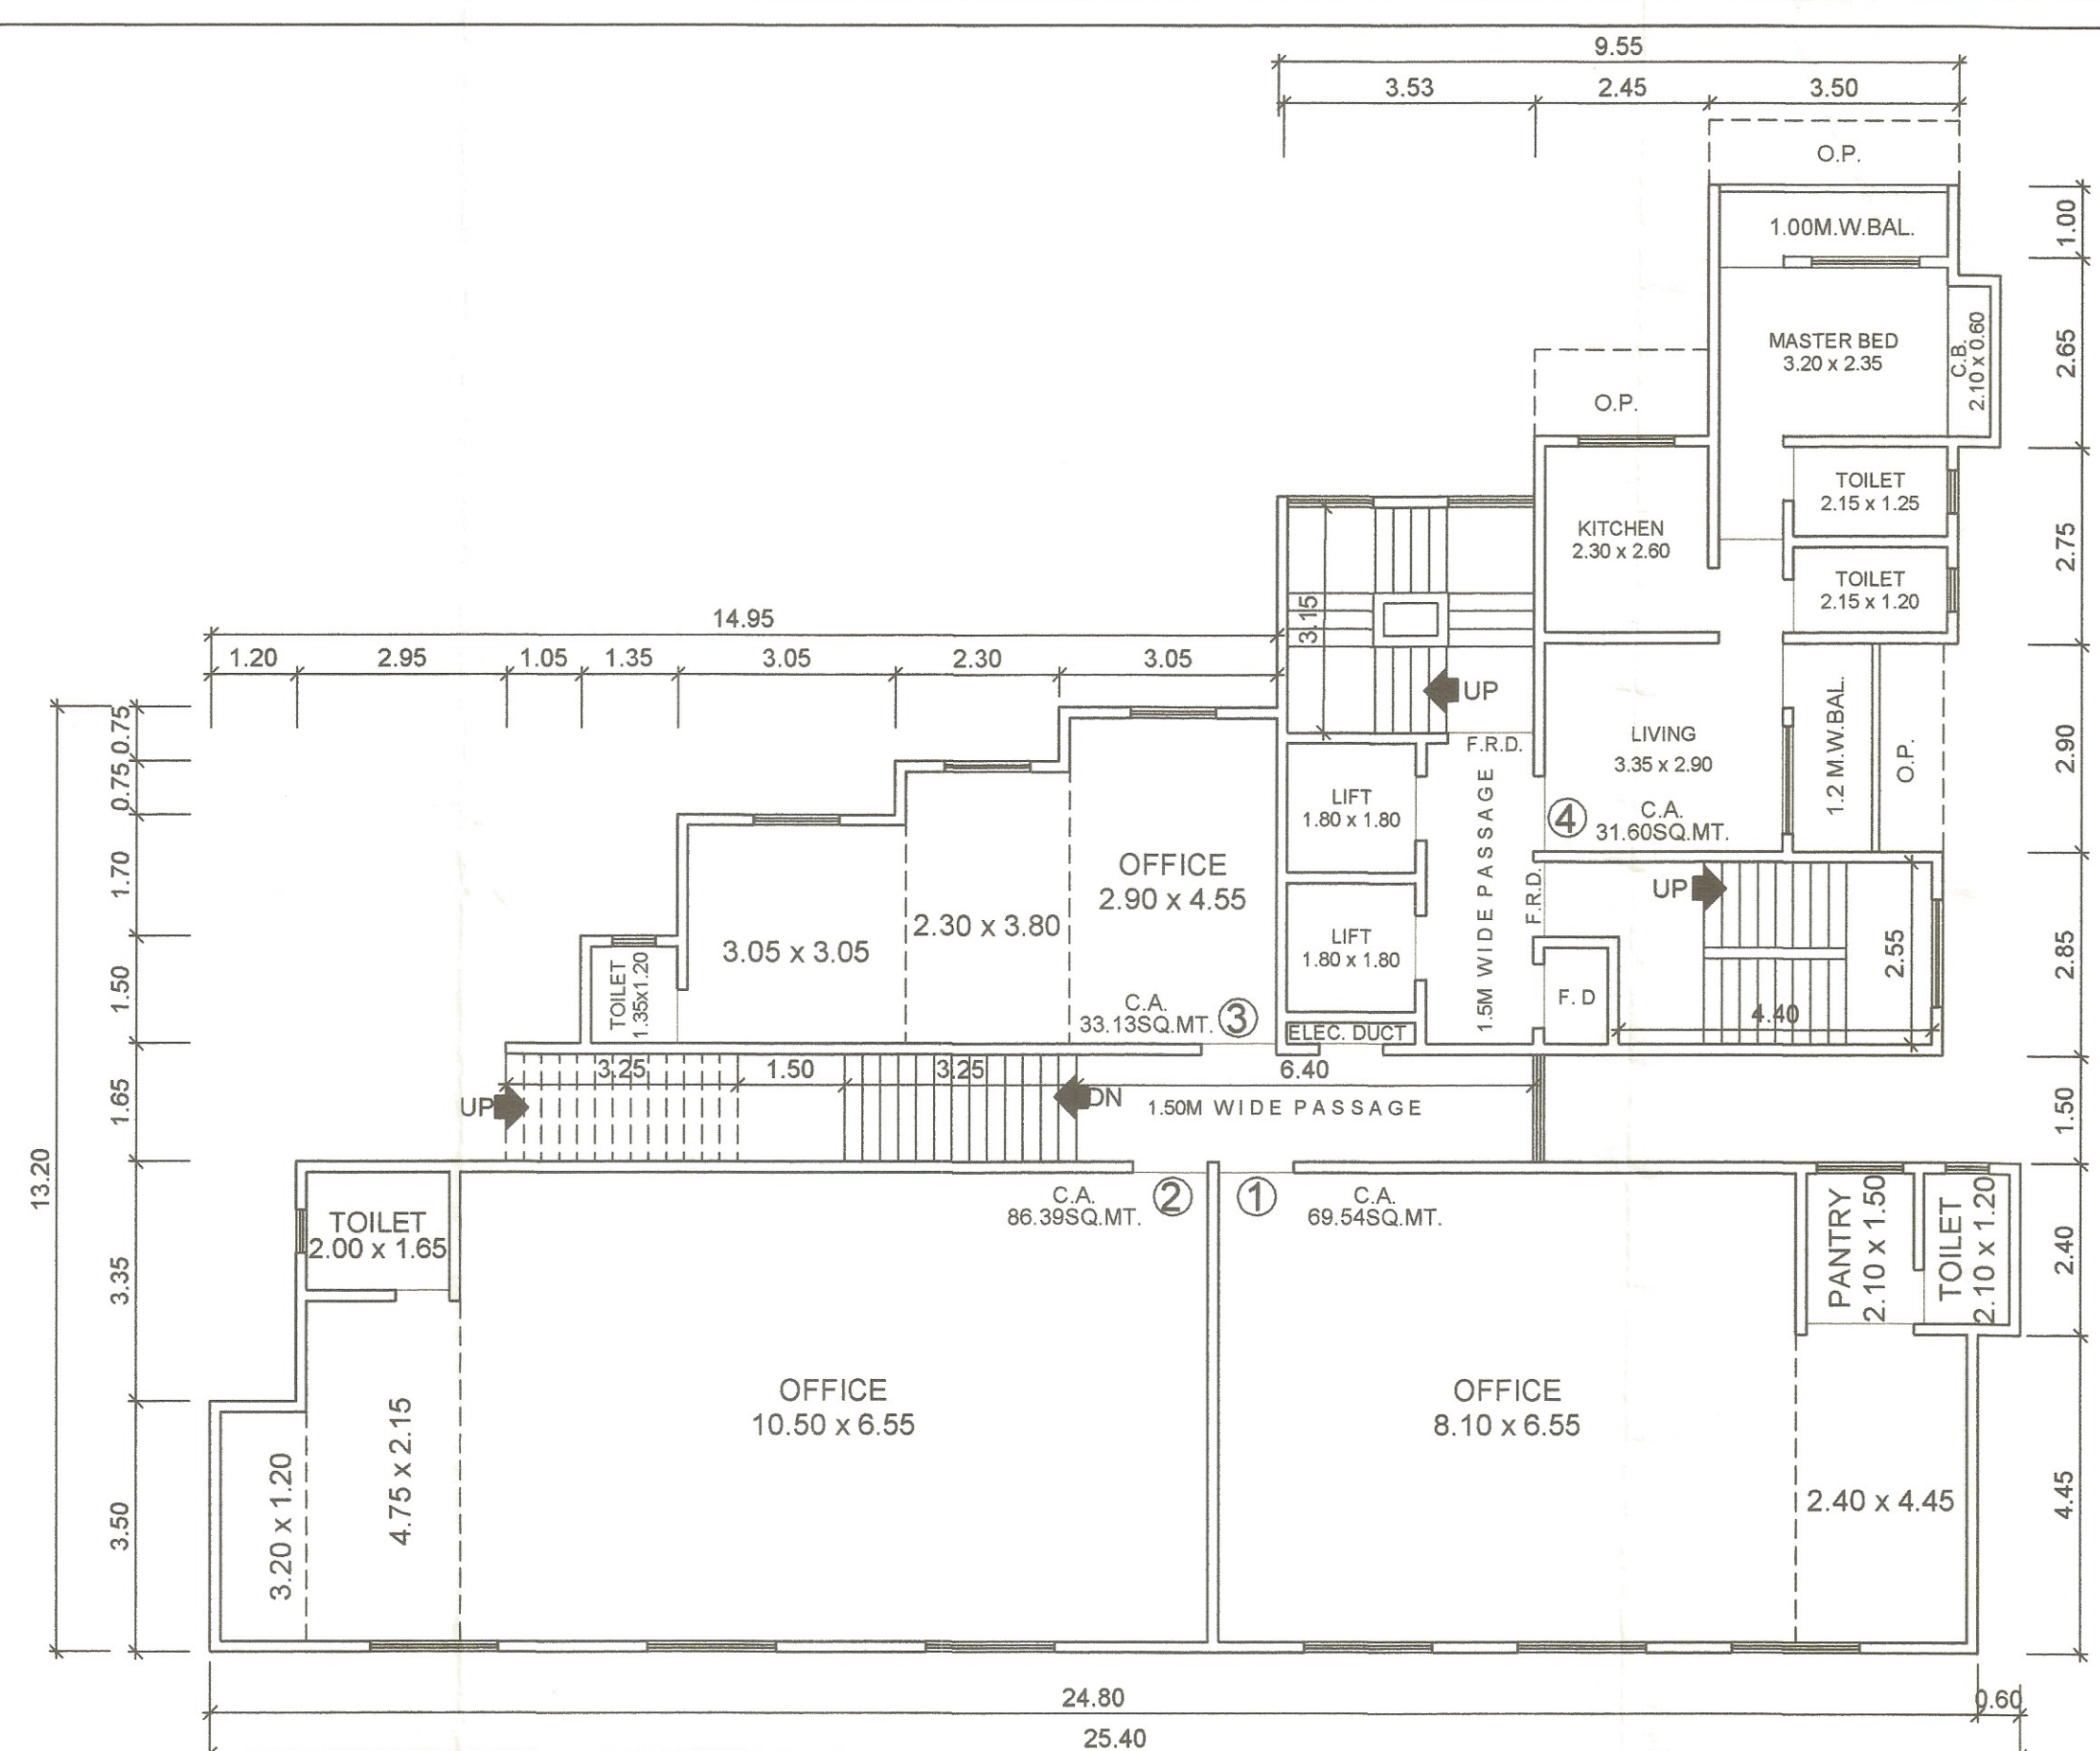 9.55
3.53 2.45 3.50
O.P.
1.00M.W.BAL.
1.00
MASTER BED
3.20 x 2.35
C.B.
2.10 x 0.60
2.65
O.P.
TOILET
2.15 x 1.25
KITCHEN
2.30 x 2.60
2.75
TOILET
2.15 x 1.20
3.15
14.95
1.20 2.95 1.05 1.35 3.05 2.30 3.05
UP
F.R.D.
LIVING
3.35 x 2.90
1.2 M.W.BAL.
O.P.
2.90
0.75
0.75
LIFT
1.80 x 1.80
1.5M WIDE PASSAGE
4
C.A.
31.60SQ.MT.
1.70
OFFICE
2.90 x 4.55
2.30 x 3.80
3.05 x 3.05
UP
F.R.D.
LIFT
1.80 x 1.80
2.55
2.85
1.50
TOILET
1.35x1.20
C.A.
33.13SQ.MT.
3
F. D
4.40
ELEC. DUCT
3.25 1.50 3.25 6.40
UP
DN
1.50M WIDE PASSAGE
1.65
1.50
13.20
TOILET
2.00 x 1.65
C.A.
86.39SQ.MT.
2
1
C.A.
69.54SQ.MT.
PANTRY
2.10 x 1.50
TOILET
2.10 x 1.20
2.40
3.35
OFFICE
10.50 x 6.55
OFFICE
8.10 x 6.55
4.75 x 2.15
3.20 x 1.20
2.40 x 4.45
3.50
4.45
24.80
0.60
25.40